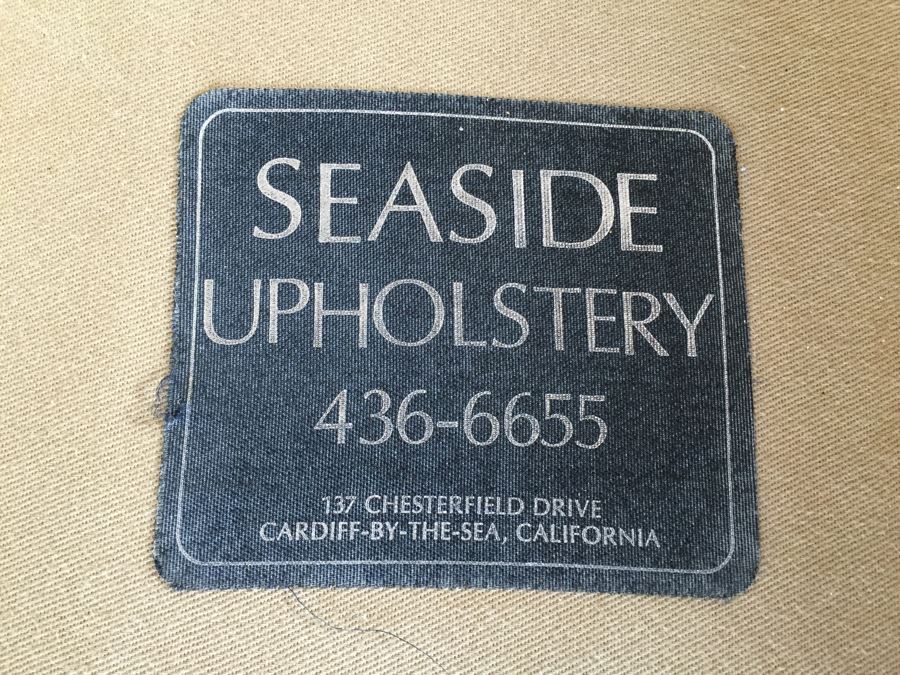 SEASIDE
UPHOLSTERY
436-6655
137 CHESTERFIELD DRIVE
CARDIFF-BY-THE-SEA, CALIFORNIA